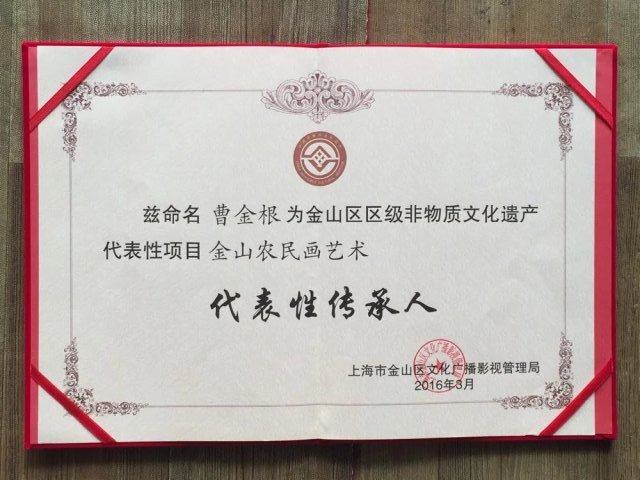 兹命名 曹金根 为金山区区级非物质文化遗产
代表性项目 金山农民画艺术
代表性传承人
上海市金山区文化广播影视管理局
2016年3月